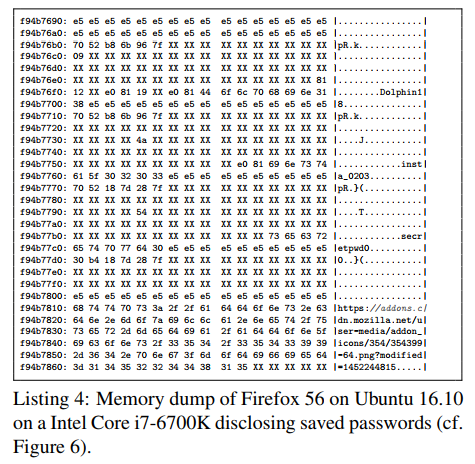 f94b7690: e5 e5 e5 e5 e5 e5 e5 e5 e5 e5 e5 e5 e5 e5 e5 e5 |................|
f94b76a0: e5 e5 e5 e5 e5 e5 e5 e5 e5 e5 e5 e5 e5 e5 e5 e5 |................|
f94b76b0: 70 52 b8 6b 96 7f XX XX XX XX XX XX XX XX XX XX |pR.k............|
f94b76c0: 09 XX XX XX XX XX XX XX XX XX XX XX XX XX XX XX |................|
f94b76d0: XX XX XX XX XX XX XX XX XX XX XX XX XX XX XX XX |................|
f94b76e0: XX XX XX XX XX XX XX XX XX XX XX XX XX XX XX 81 |................|
f94b76f0: 12 XX e0 81 19 XX e0 81 44 6f 6c 70 68 69 6e 31 |........Dolphin1|
f94b7700: 38 e5 e5 e5 e5 e5 e5 e5 e5 e5 e5 e5 e5 e5 e5 e5 |8...............|
f94b7710: 70 52 b8 6b 96 7f XX XX XX XX XX XX XX XX XX XX |pR.k............|
f94b7720: XX XX XX XX XX XX XX XX XX XX XX XX XX XX XX XX |................|
f94b7730: XX XX XX XX 4a XX XX XX XX XX XX XX XX XX XX XX |....J...........|
f94b7740: XX XX XX XX XX XX XX XX XX XX XX XX XX XX XX XX |................|
f94b7750: XX XX XX XX XX XX XX XX XX XX e0 81 69 6e 73 74 |............inst|
f94b7760: 61 5f 30 32 30 33 e5 e5 e5 e5 e5 e5 e5 e5 e5 e5 |a_0203..........|
f94b7770: 70 52 18 7d 28 7f XX XX XX XX XX XX XX XX XX XX |pR.}(...........|
f94b7780: XX XX XX XX XX XX XX XX XX XX XX XX XX XX XX XX |................|
f94b7790: XX XX XX XX 54 XX XX XX XX XX XX XX XX XX XX XX |....T...........|
f94b77a0: XX XX XX XX XX XX XX XX XX XX XX XX XX XX XX XX |................|
f94b77b0: XX XX XX XX XX XX XX XX XX XX XX XX 73 65 63 72 |............secr|
f94b77c0: 65 74 70 77 64 30 e5 e5 e5 e5 e5 e5 e5 e5 e5 e5 |etpwd0..........|
f94b77d0: 30 b4 18 7d 28 7f XX XX XX XX XX XX XX XX XX XX |0..}(...........|
f94b77e0: XX XX XX XX XX XX XX XX XX XX XX XX XX XX XX XX |................|
f94b77f0: XX XX XX XX XX XX XX XX XX XX XX XX XX XX XX XX |................|
f94b7800: e5 e5 e5 e5 e5 e5 e5 e5 e5 e5 e5 e5 e5 e5 e5 e5 |................|
f94b7810: 68 74 74 70 73 3a 2f 2f 61 64 64 6f 6e 73 2e 63 |https://addons.c|
f94b7820: 64 6e 2e 6d 6f 7a 69 6c 6c 61 2e 6e 65 74 2f 75 |dn.mozilla.net/u|
f94b7830: 73 65 72 2d 6d 65 64 69 61 2f 61 64 64 6f 6e 5f |ser=media/addon_|
f94b7840: 69 63 6f 6e 73 2f 33 35 34 2f 33 35 34 33 39 39 |icons/354/354399|
f94b7850: 2d 36 34 2e 70 6e 67 3f 6d 6f 64 69 66 69 65 64 |=64.png?modified|
f94b7860: 3d 31 34 35 32 32 34 34 38 31 35 XX XX XX XX XX |=1452244815.....|
Listing 4: Memory dump of Firefox 56 on Ubuntu 16.10
on a Intel Core i7-6700K disclosing saved passwords (cf.
Figure 6).